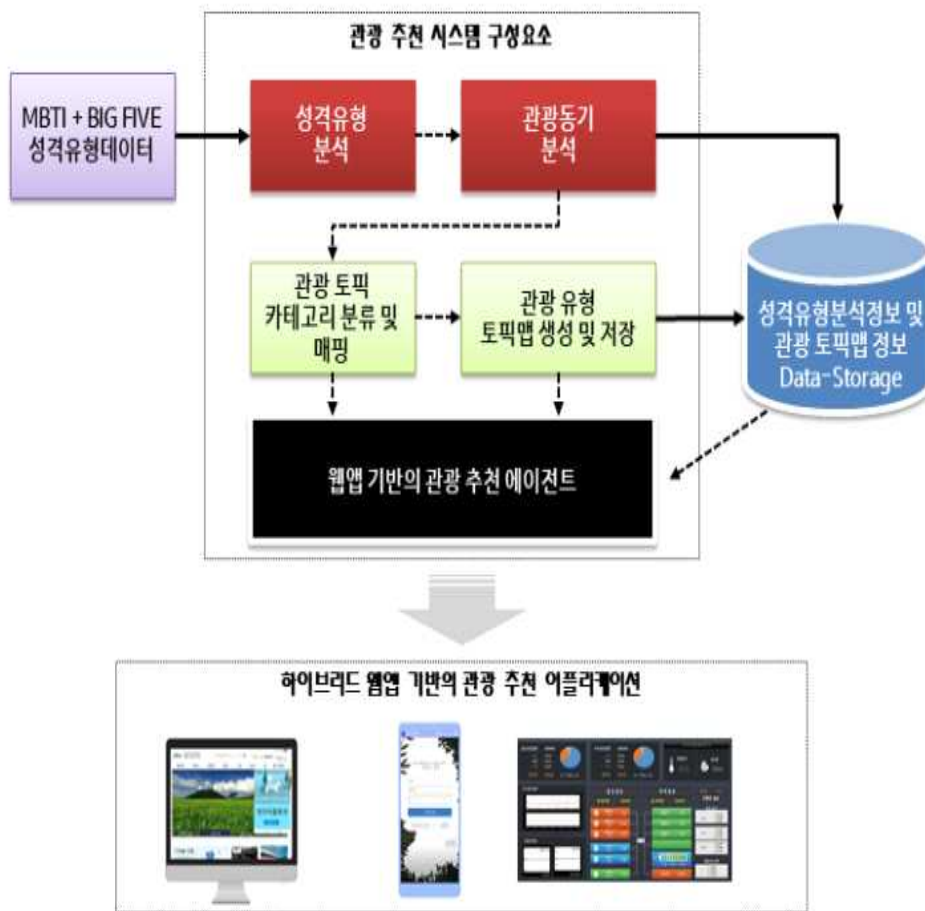 관광 추천 시스템 구성요소
MBTI + BIG FIVE
성격유형데이터
성격유형
분석
관광동기
분석
관광 토픽
카테고리 분류 및
매핑
관광 유형
토픽맵 생성 및 저장
성격유형분석정보 및
관광 토픽맵 정보
Data-Storage
웹앱 기반의 관광 추천 에이전트
하이브리드 웹앱 기반의 관광 추천 어플리케이션